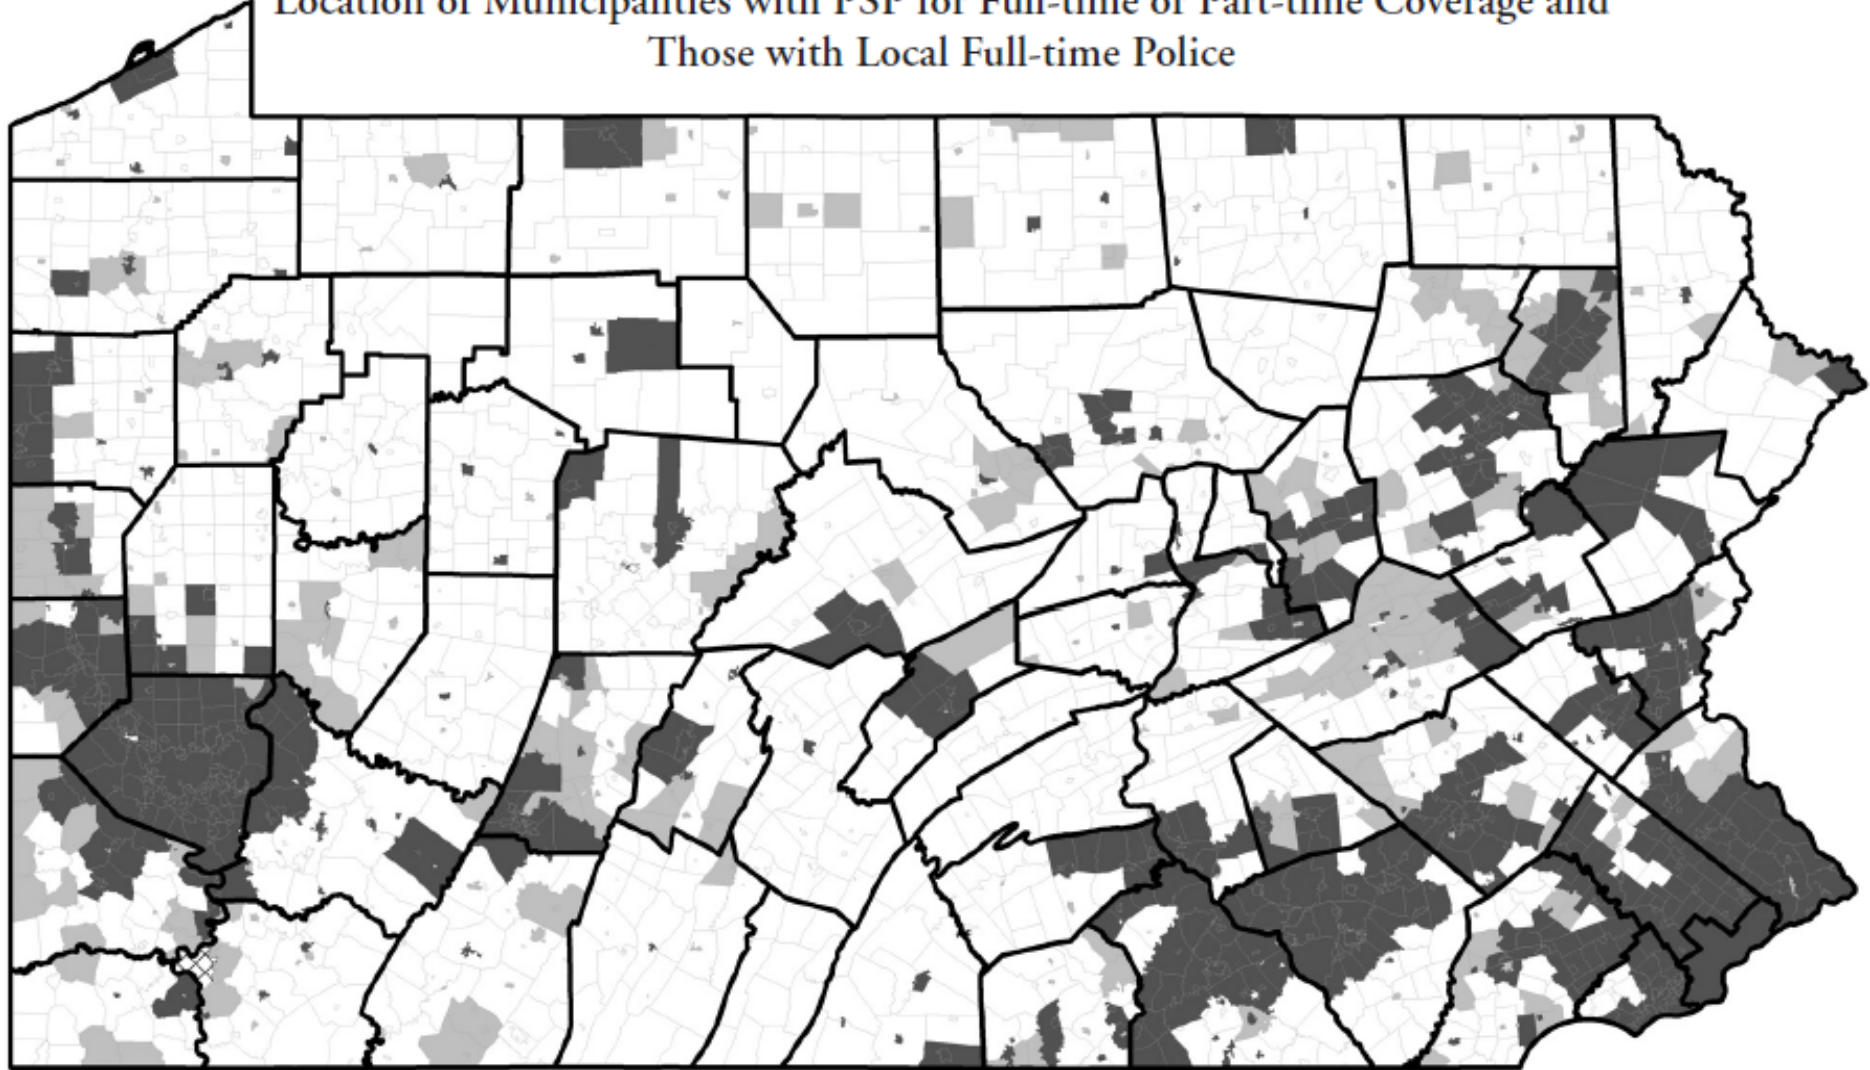 Location of Municipalities with PSP for Full-time or Part-time Coverage and
Those with Local Full-time Police